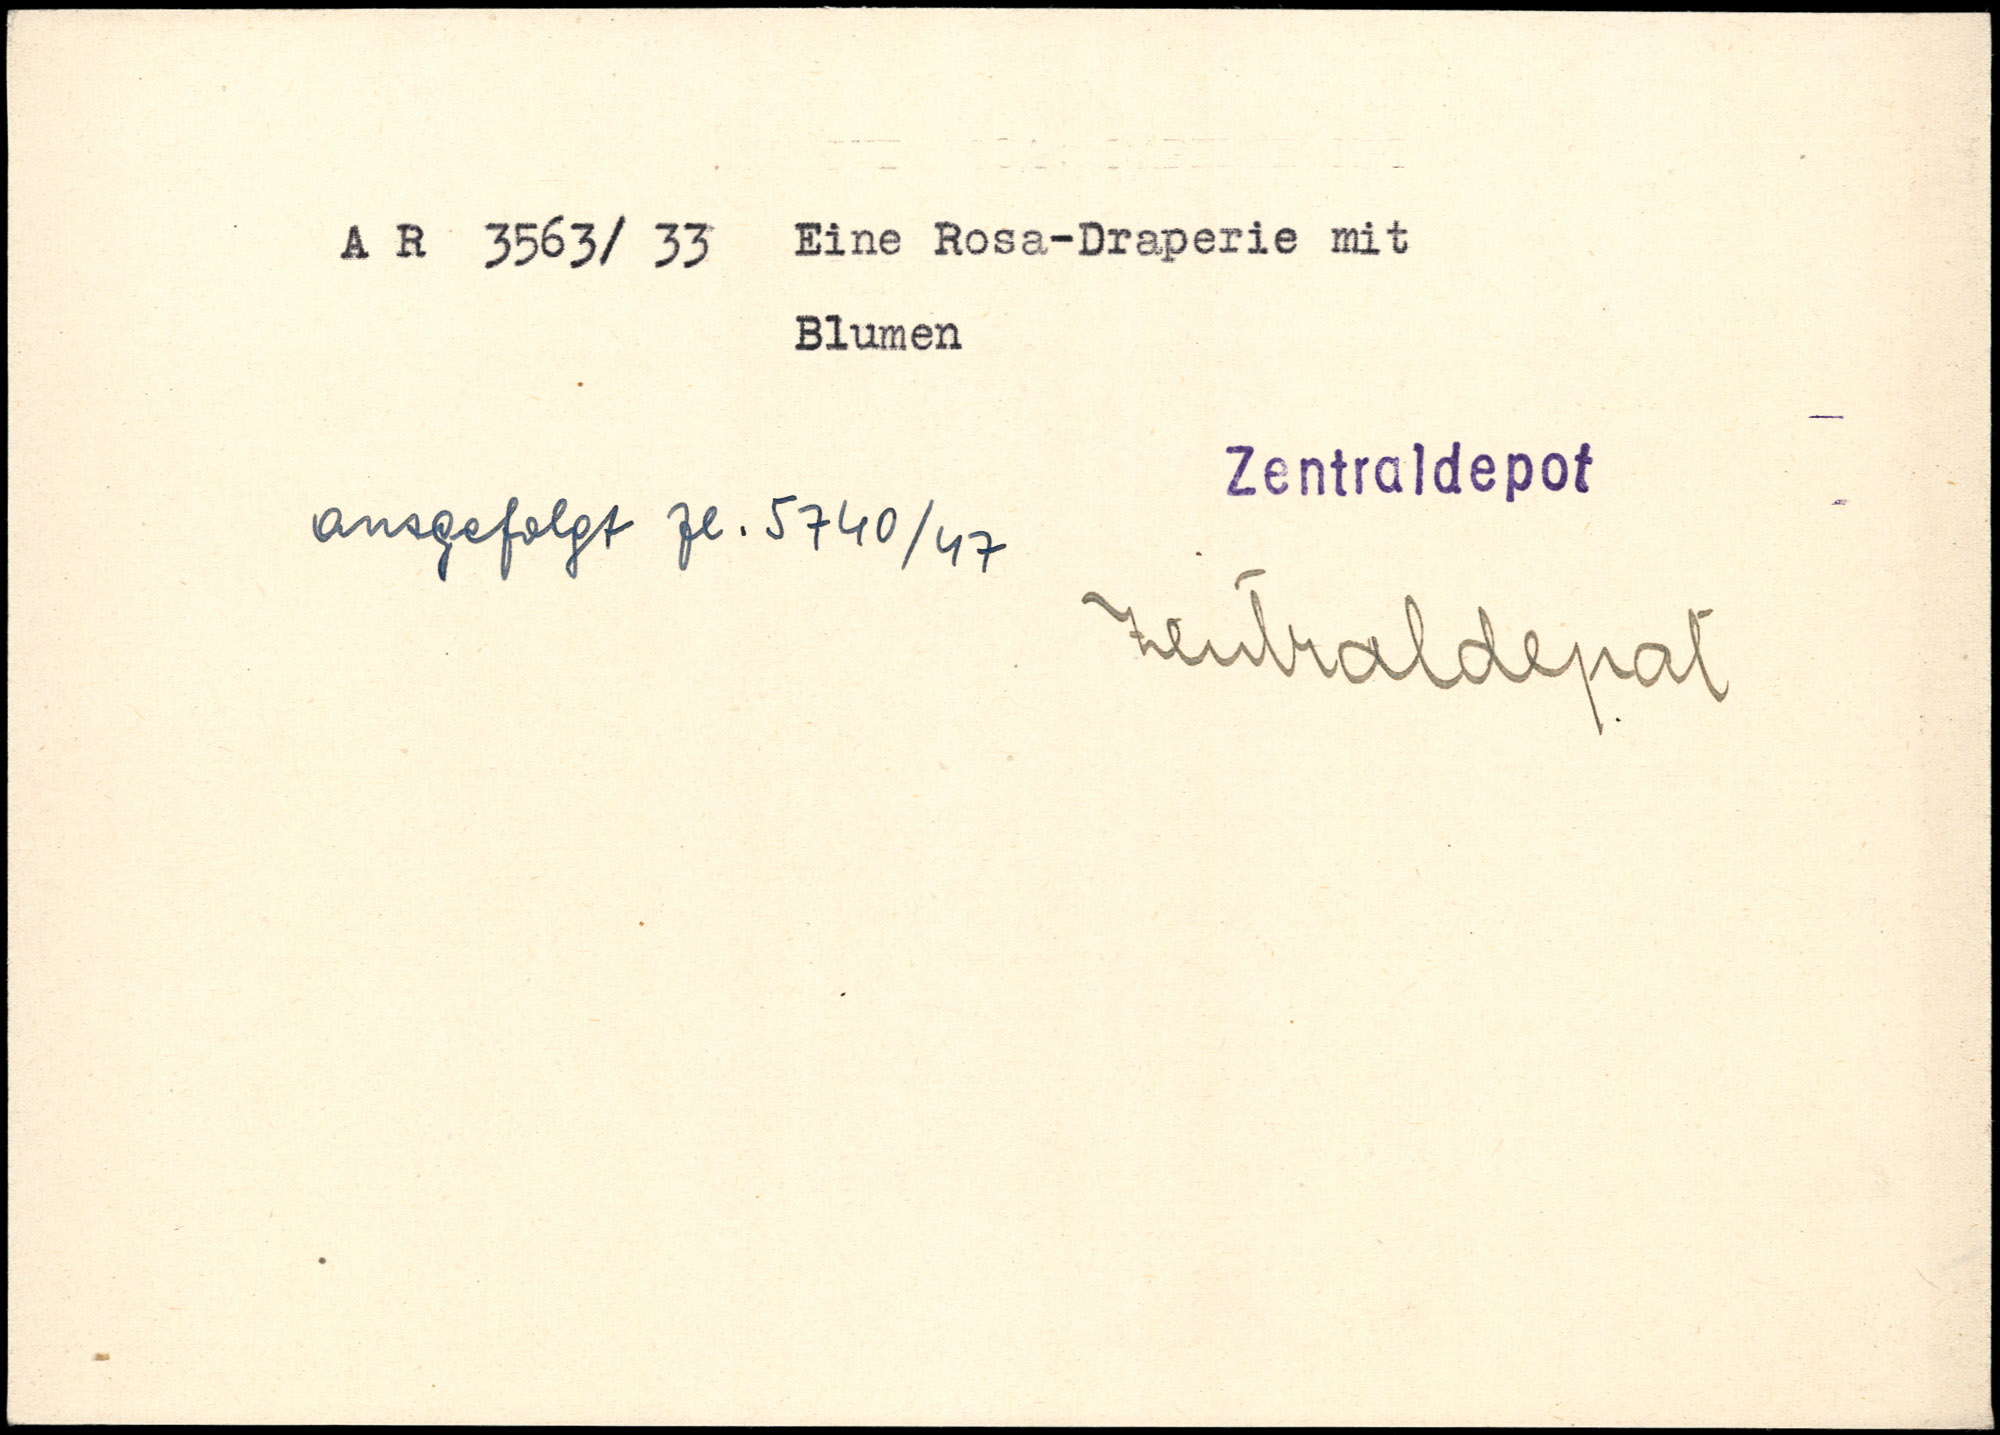 A R 3563/ 33 Eine Rosa-Draperie mit
Blumen
Zentraldepot
ausgefolgt Zl. 5740/47
Zentraldepot